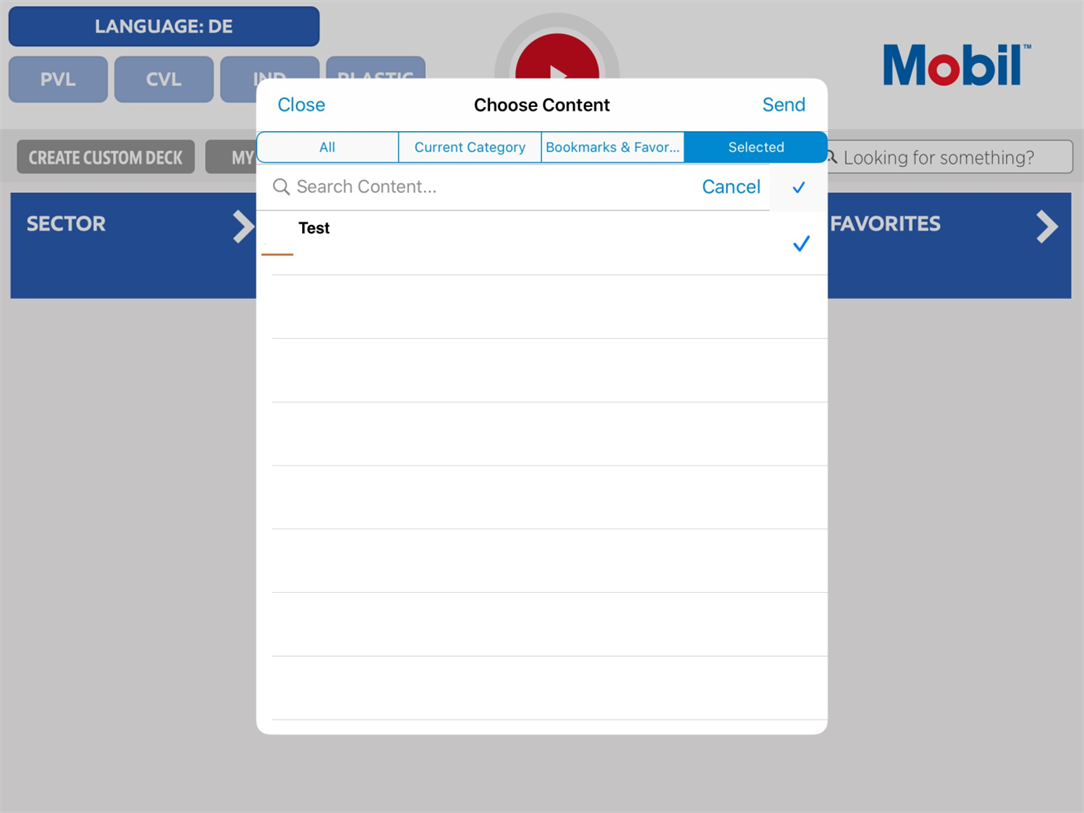 LANGUAGE: DE
PVL
CVL
IND
PLASTIC
Mobil™
Close
Choose Content
Send
CREATE CUSTOM DECK
MY
All
Current Category
Bookmarks & Favor...
Selected
Looking for something?
Search Content...
Cancel
SECTOR
Test
FAVORITES